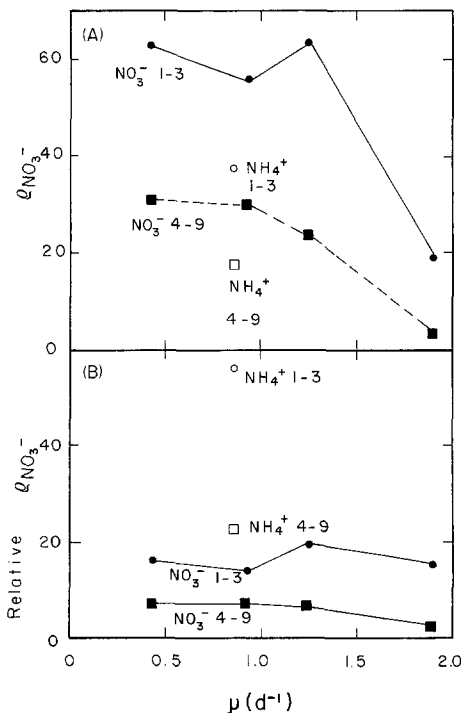 (A)
60
NO₃⁻ 1-3
40
NH₄⁺
1-3
ϱNO₃⁻
NO₃⁻ 4-9
20
NH₄⁺
4-9
0
(B)
NH₄⁺ 1-3
40
Relative ϱNO₃⁻
NH₄⁺ 4-9
20
NO₃⁻ 1-3
NO₃⁻ 4-9
0
0 0.5 1.0 1.5 2.0
μ (d⁻¹)